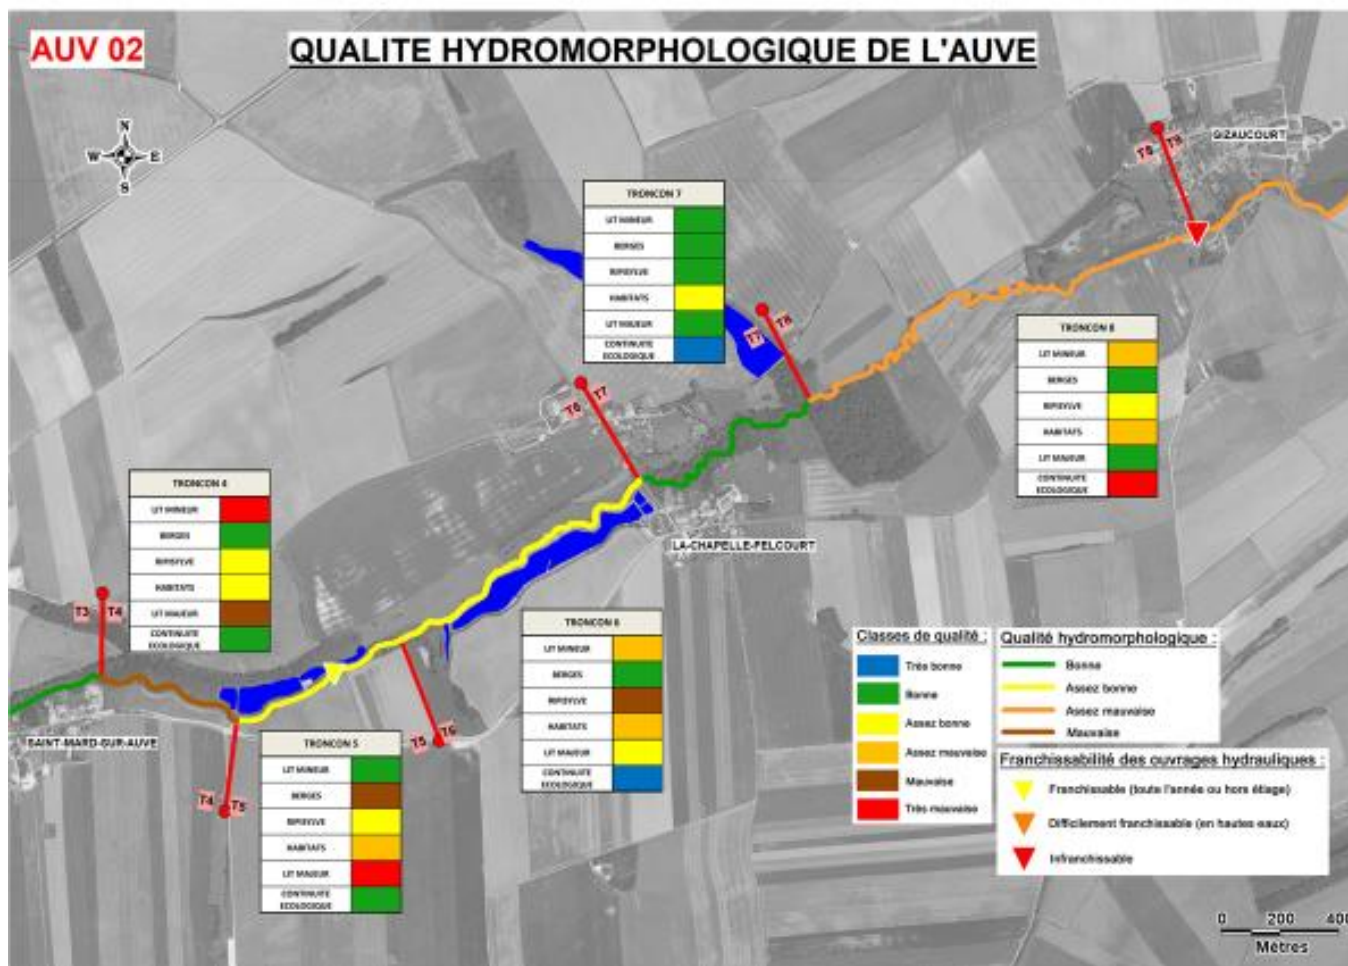 AUV 02
QUALITE HYDROMORPHOLOGIQUE DE L'AUVE
N
W E
S
GIZAUCOURT
T8 T9
TRONCON 7
LIT MINEUR
BERGES
RIPISYLVE
HABITATS
LIT MAJEUR
CONTINUITE
ECOLOGIQUE
T7 T8
TRONCON 8
LIT MINEUR
BERGES
RIPISYLVE
HABITATS
LIT MAJEUR
CONTINUITE
ECOLOGIQUE
T6 T7
TRONCON 4
LIT MINEUR
BERGES
RIPISYLVE
HABITATS
LIT MAJEUR
CONTINUITE
ECOLOGIQUE
LA-CHAPELLE-FELCOURT
T3 T4
TRONCON 6
LIT MINEUR
BERGES
RIPISYLVE
HABITATS
LIT MAJEUR
CONTINUITE
ECOLOGIQUE
SAINT-MARD-SUR-AUVE
T5 T6
T4 T5
TRONCON 5
LIT MINEUR
BERGES
RIPISYLVE
HABITATS
LIT MAJEUR
CONTINUITE
ECOLOGIQUE
Classes de qualité :
Très bonne
Bonne
Assez bonne
Assez mauvaise
Mauvaise
Très mauvaise
Qualité hydromorphologique :
Bonne
Assez bonne
Assez mauvaise
Mauvaise
Franchissabilité des ouvrages hydrauliques :
Franchissable (toute l'année ou hors étiage)
Difficilement franchissable (en hautes eaux)
Infranchissable
0 200 400
Mètres